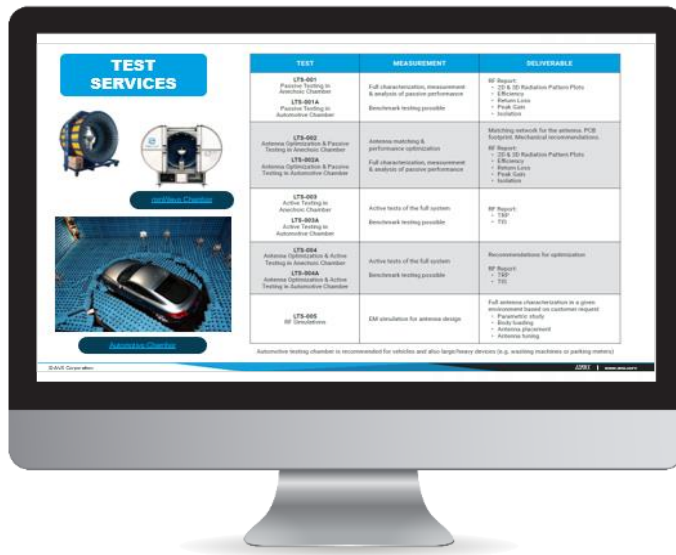 TEST
SERVICES
mmWave Chamber
Automotive Chamber
TEST
MEASUREMENT
DELIVERABLE
LTS-001
Passive Testing in
Anechoic Chamber
LTS-001A
Passive Testing in
Automotive Chamber
Full characterization, measurement
& analysis of passive performance
Benchmark testing possible
RF Report:
• 2D & 3D Radiation Pattern Plots
• Efficiency
• Return Loss
• Peak Gain
• Isolation
LTS-002
Antenna Optimization & Passive
Testing in Anechoic Chamber
LTS-002A
Antenna Optimization & Passive
Testing in Automotive Chamber
Antenna matching &
performance optimization
Full characterization, measurement
& analysis of passive performance
Matching network for the antenna. PCB
footprint. Mechanical recommendations.
RF Report:
• 2D & 3D Radiation Pattern Plots
• Efficiency
• Return Loss
• Peak Gain
• Isolation
LTS-003
Active Testing in
Anechoic Chamber
LTS-003A
Active Testing in
Automotive Chamber
Active tests of the full system
Benchmark testing possible
RF Report:
• TRP
• TIS
LTS-004
Antenna Optimization & Active
Testing in Anechoic Chamber
LTS-004A
Antenna Optimization & Active
Testing in Automotive Chamber
Active tests of the full system
Benchmark testing possible
Recommendations for optimization
RF Report:
• TRP
• TIS
LTS-005
RF Simulations
EM simulation for antenna design
Full antenna characterization in a given
environment based on customer request
• Parametric study
• Body loading
• Antenna placement
• Antenna tuning
Automotive testing chamber is recommended for vehicles and also large/heavy devices (e.g. washing machines or parking meters)
Corporation